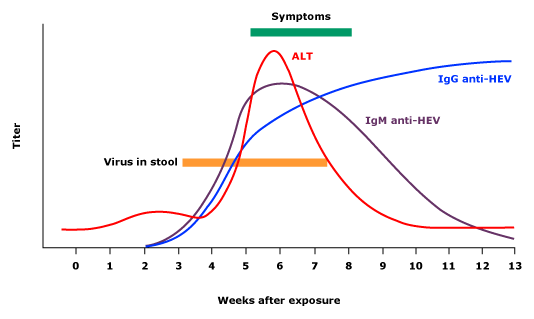 Symptoms
ALT
IgG anti-HEV
IgM anti-HEV
Virus in stool
Titer
0 1 2 3 4 5 6 7 8 9 10 11 12 13
Weeks after exposure